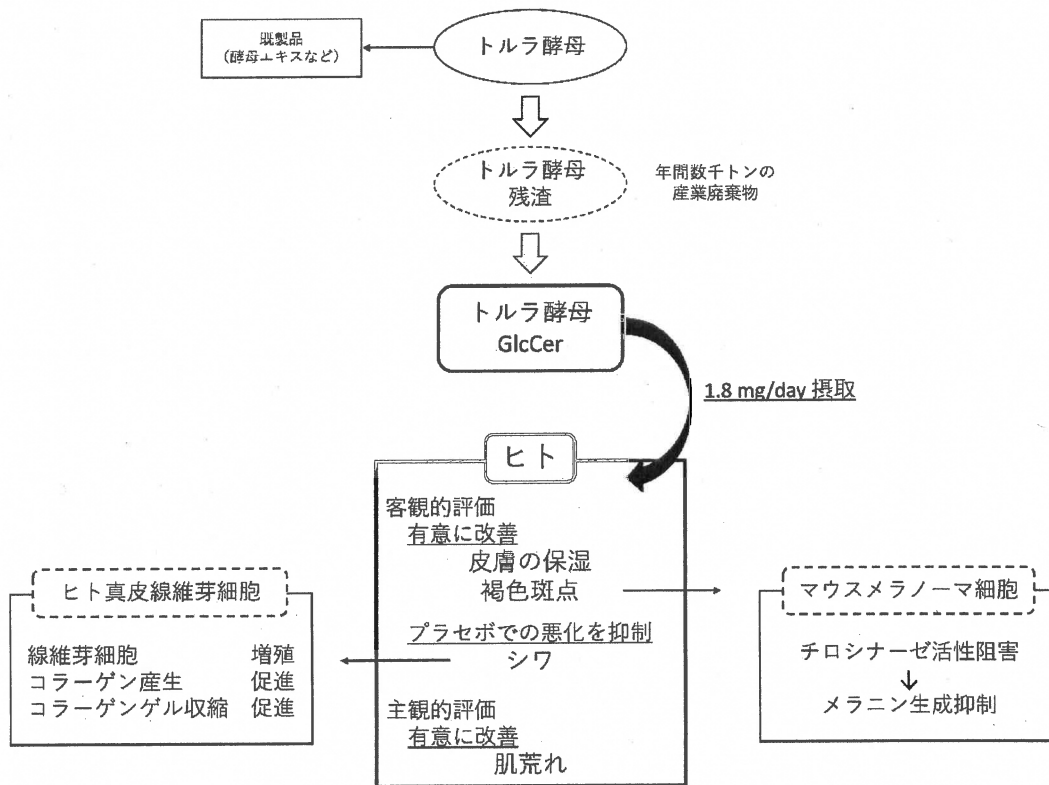 既製品
（酵母エキスなど）
トルラ酵母
トルラ酵母
残渣
年間数千トンの
産業廃棄物
トルラ酵母
GlcCer
1.8 mg/day 摂取
ヒト
客観的評価
有意に改善
皮膚の保湿
褐色斑点
プラセボでの悪化を抑制
シワ
主観的評価
有意に改善
肌荒れ
ヒト真皮線維芽細胞
線維芽細胞 増殖
コラーゲン産生 促進
コラーゲンゲル収縮 促進
マウスメラノーマ細胞
チロシナーゼ活性阻害
↓
メラニン生成抑制